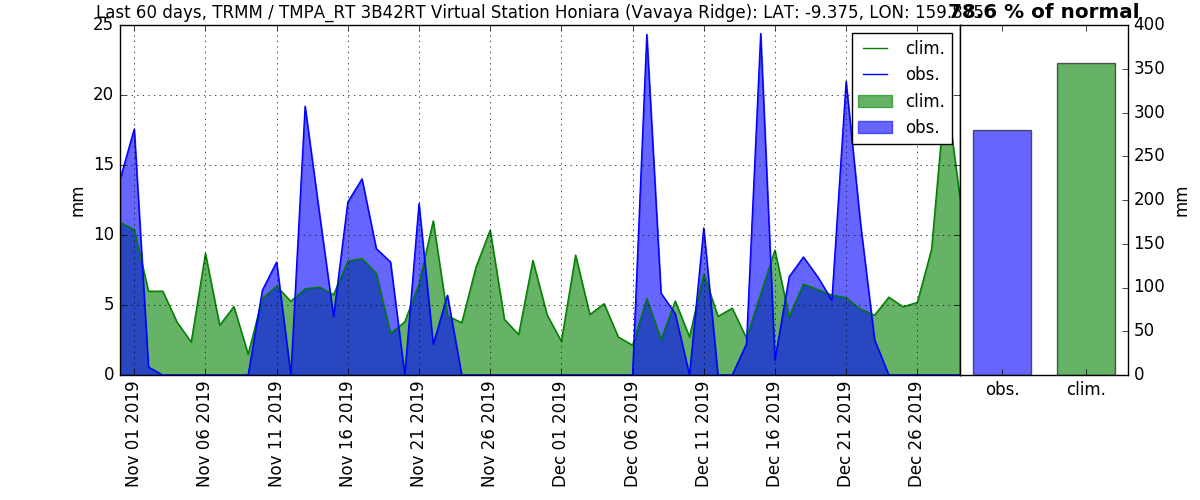 Last 60 days, TRMM / TMPA_RT 3B42RT Virtual Station Honiara (Vavaya Ridge): LAT: -9.375, LON:
78.6 % of normal
25
20
15
10
5
0
mm
clim.
obs.
clim.
obs.
Nov 01 2019
Nov 06 2019
Nov 11 2019
Nov 16 2019
Nov 21 2019
Nov 26 2019
Dec 01 2019
Dec 06 2019
Dec 11 2019
Dec 16 2019
Dec 21 2019
Dec 26 2019
400
350
300
250
200
150
100
50
0
mm
obs.
clim.